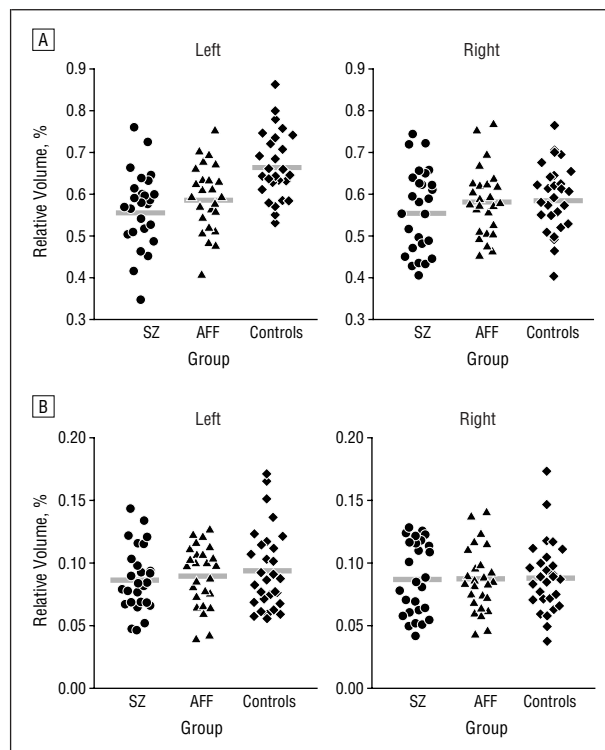 A
Left
Right
Relative Volume, %
0.9
0.8
0.7
0.6
0.5
0.4
0.3
SZ
AFF
Controls
Group
0.9
0.8
0.7
0.6
0.5
0.4
0.3
SZ
AFF
Controls
Group
B
Left
Right
Relative Volume, %
0.20
0.15
0.10
0.05
0.00
SZ
AFF
Controls
Group
0.20
0.15
0.10
0.05
0.00
SZ
AFF
Controls
Group